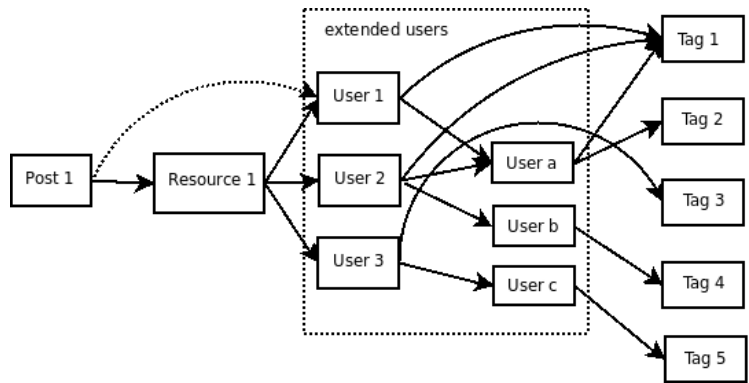 extended users
Post 1
Resource 1
User 1
User 2
User 3
User a
User b
User c
Tag 1
Tag 2
Tag 3
Tag 4
Tag 5